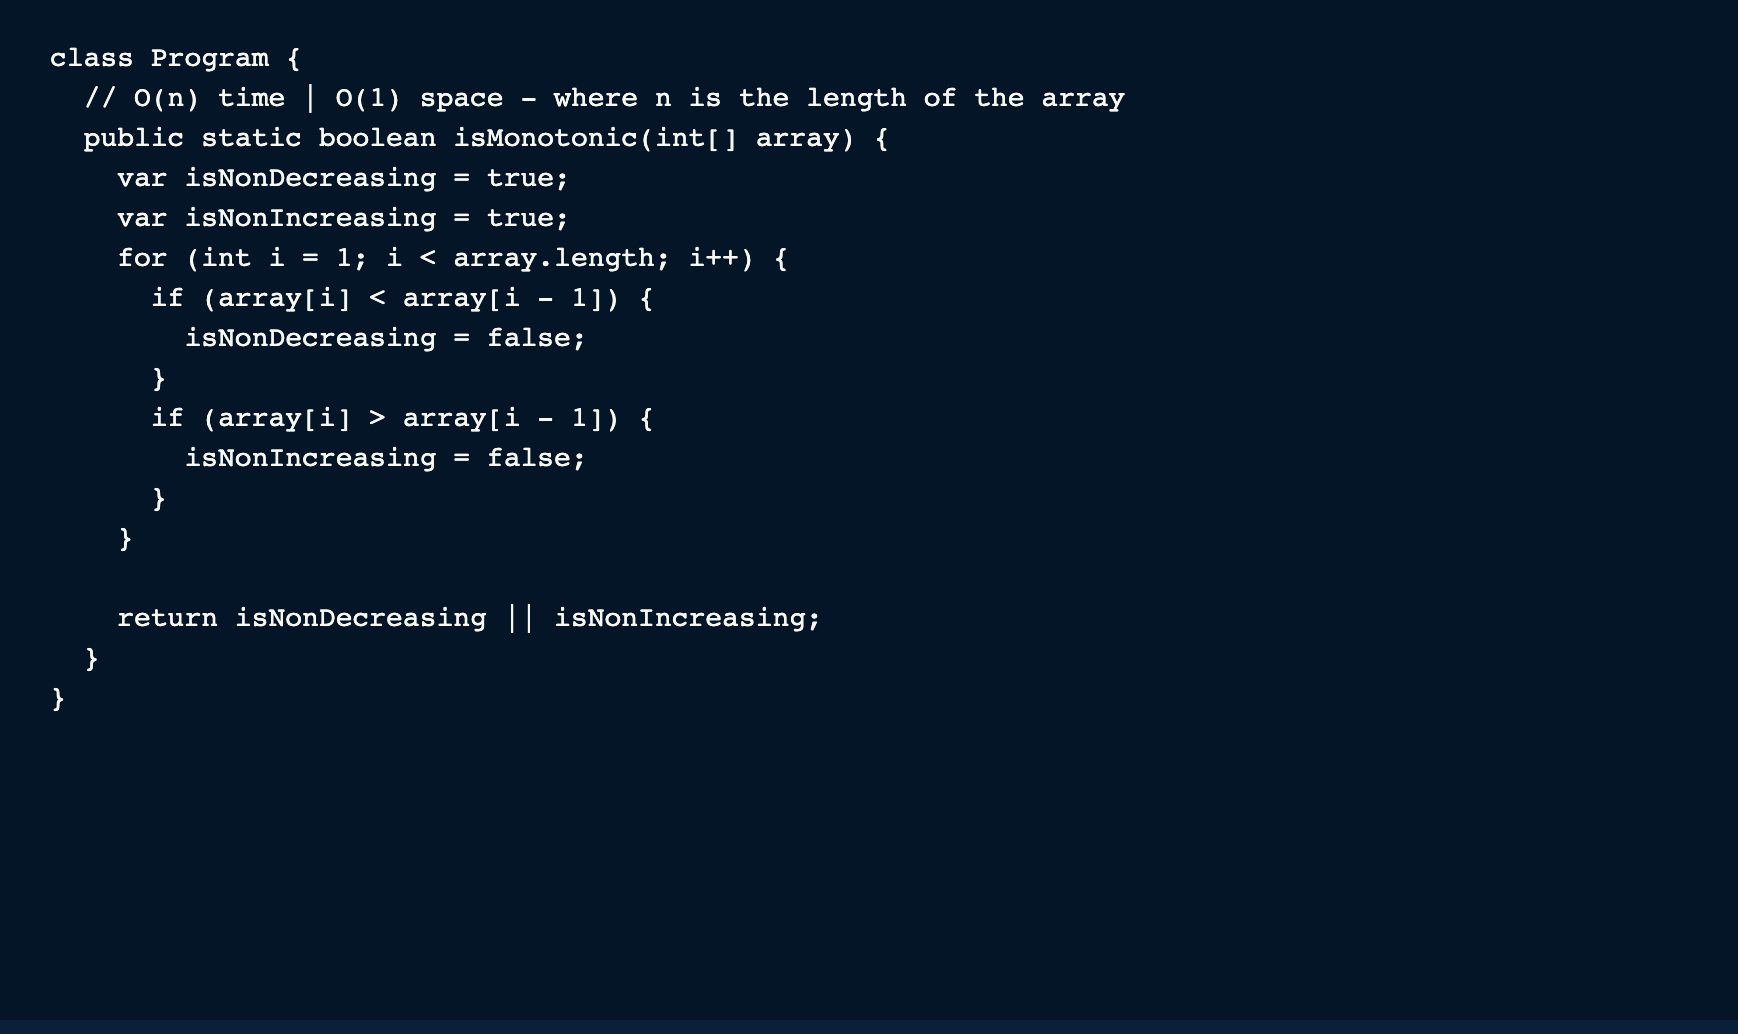 class Program {
  // O(n) time | O(1) space – where n is the length of the array
  public static boolean isMonotonic(int[] array) {
    var isNonDecreasing = true;
    var isNonIncreasing = true;
    for (int i = 1; i < array.length; i++) {
      if (array[i] < array[i – 1]) {
        isNonDecreasing = false;
      }
      if (array[i] > array[i – 1]) {
        isNonIncreasing = false;
      }
    }

    return isNonDecreasing || isNonIncreasing;
  }
}